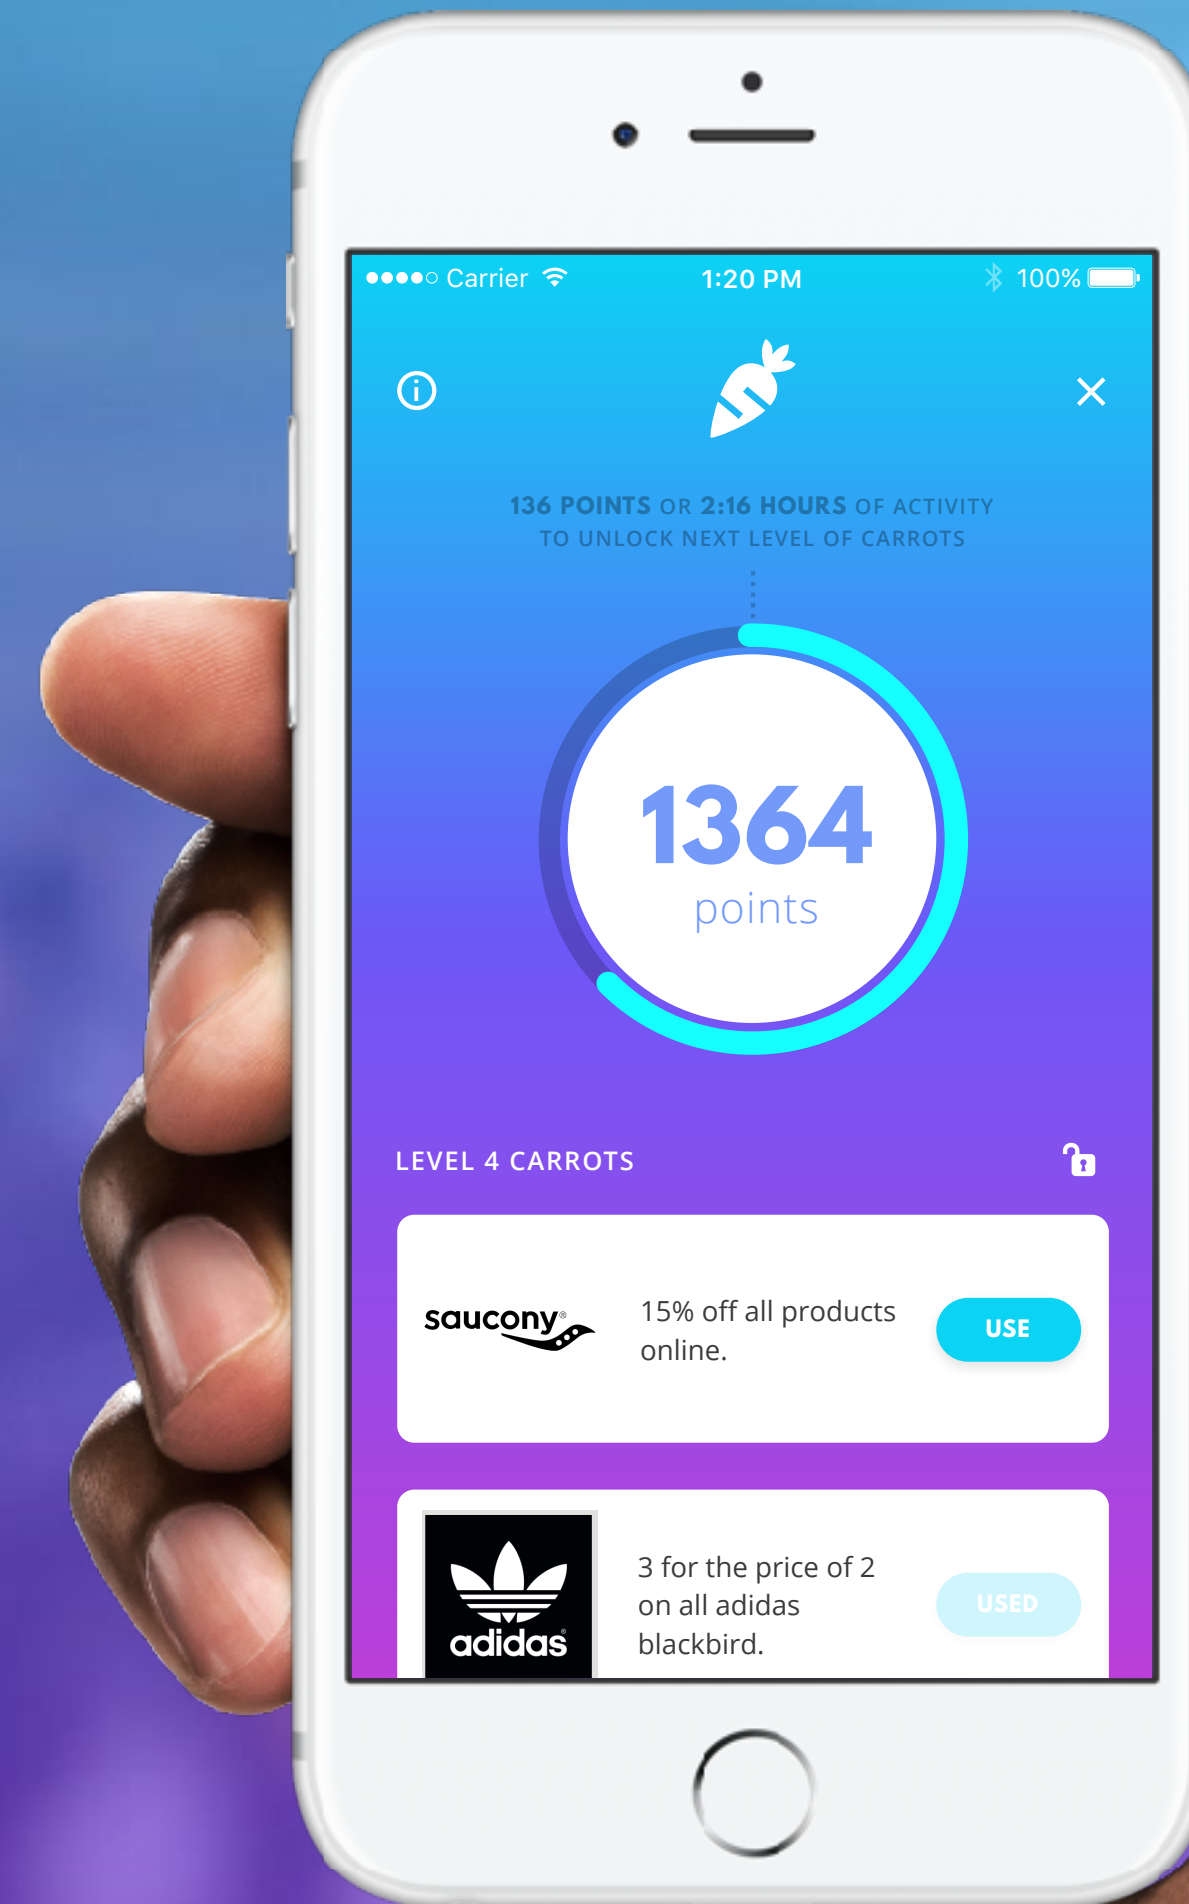 Carrier 1:20 PM 100%
136 POINTS OR 2:16 HOURS OF ACTIVITY
TO UNLOCK NEXT LEVEL OF CARROTS
1364
points
LEVEL 4 CARROTS
saucony®
15% off all products
online.
USE
adidas®
3 for the price of 2
on all adidas
blackbird.
USED